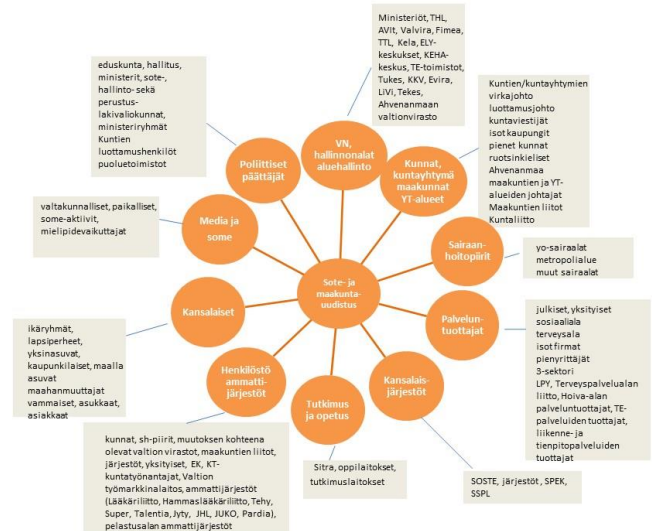 Ministeriöt, THL,
AVIt, Valvira, Fimea,
TTL, Kela, ELY-
keskukset, KEHA-
keskus, TE-toimistot,
Tukes, KKV, Evira,
LiVi, Tekes,
Ahvenanmaan
valtionvirasto
eduskunta, hallitus,
ministerit, sote-,
hallinto- sekä
perustus-
lakivaliokunnat,
ministeriryhmät
Kuntien
luottamushenkilöt
puoluetoimistot
Kuntien/kuntayhtymien
virkajohto
luottamusjohto
kuntaviestijät
isot kaupungit
pienet kunnat
ruotsinkieliset
Ahvenanmaa
maakuntien ja YT-
alueiden johtajat
Maakuntien liitot
Kuntaliitto
Poliittiset
päättäjät
VN,
hallinnonalat
aluehallinto
Kunnat,
kuntayhtymä
maakunnat
YT-alueet
valtakunnalliset, paikalliset,
some-aktiivit,
mielipidevaikuttajat
Media ja
some
Sairaan-
hoitopiirit
yo-sairaalat
metropolialue
muut sairaalat
Sote- ja
maakunta-
uudistus
Kansalaiset
Palvelun-
tuottajat
ikäryhmät,
lapsiperheet,
yksinasuvat,
kaupunkilaiset, maalla
asuvat
maahanmuuttajat
vammaiset, asukkaat,
asiakkaat
julkiset, yksityiset
sosiaaliala
terveysala
isot firmat
pienyrittäjät
3-sektori
LPY, Terveyspalvelualan
liitto, Hoiva-alan
palveluntuottajat, TE-
palveluiden tuottajat,
liikenne- ja
tienpitopalveluiden
tuottajat
Henkilöstö
ammatti-
järjestöt
Tutkimus
ja opetus
Kansalais-
järjestöt
kunnat, sh-piirit, muutoksen kohteena
olevat valtion virastot, maakuntien liitot,
järjestöt, yksityiset, EK, KT-
kuntatyönantajat, Valtion
työmarkkinalaitos, ammattijärjestöt
(Lääkäriliitto, Hammaslääkäriliitto, Tehy,
Super, Talentia, Jyty, JHL, JUKO, Pardia),
pelastusalan ammattijärjestöt
Sitra, oppilaitokset,
tutkimuslaitokset
SOSTE, järjestöt, SPEK,
SSPL